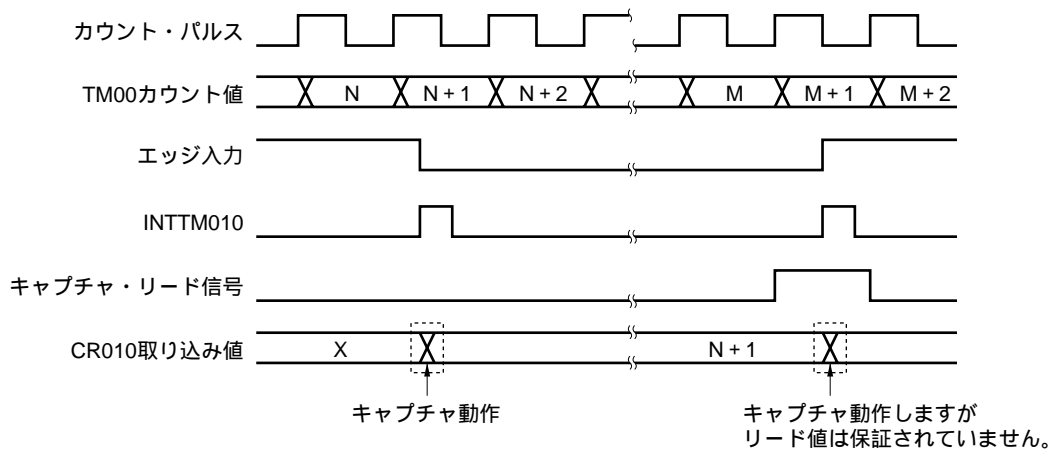 カウント・パルス
TM00カウント値 N N + 1 N + 2 M M + 1 M + 2
エッジ入力
INTTM010
キャプチャ・リード信号
CR010取り込み値 X N + 1
キャプチャ動作
キャプチャ動作しますが
リード値は保証されていません。